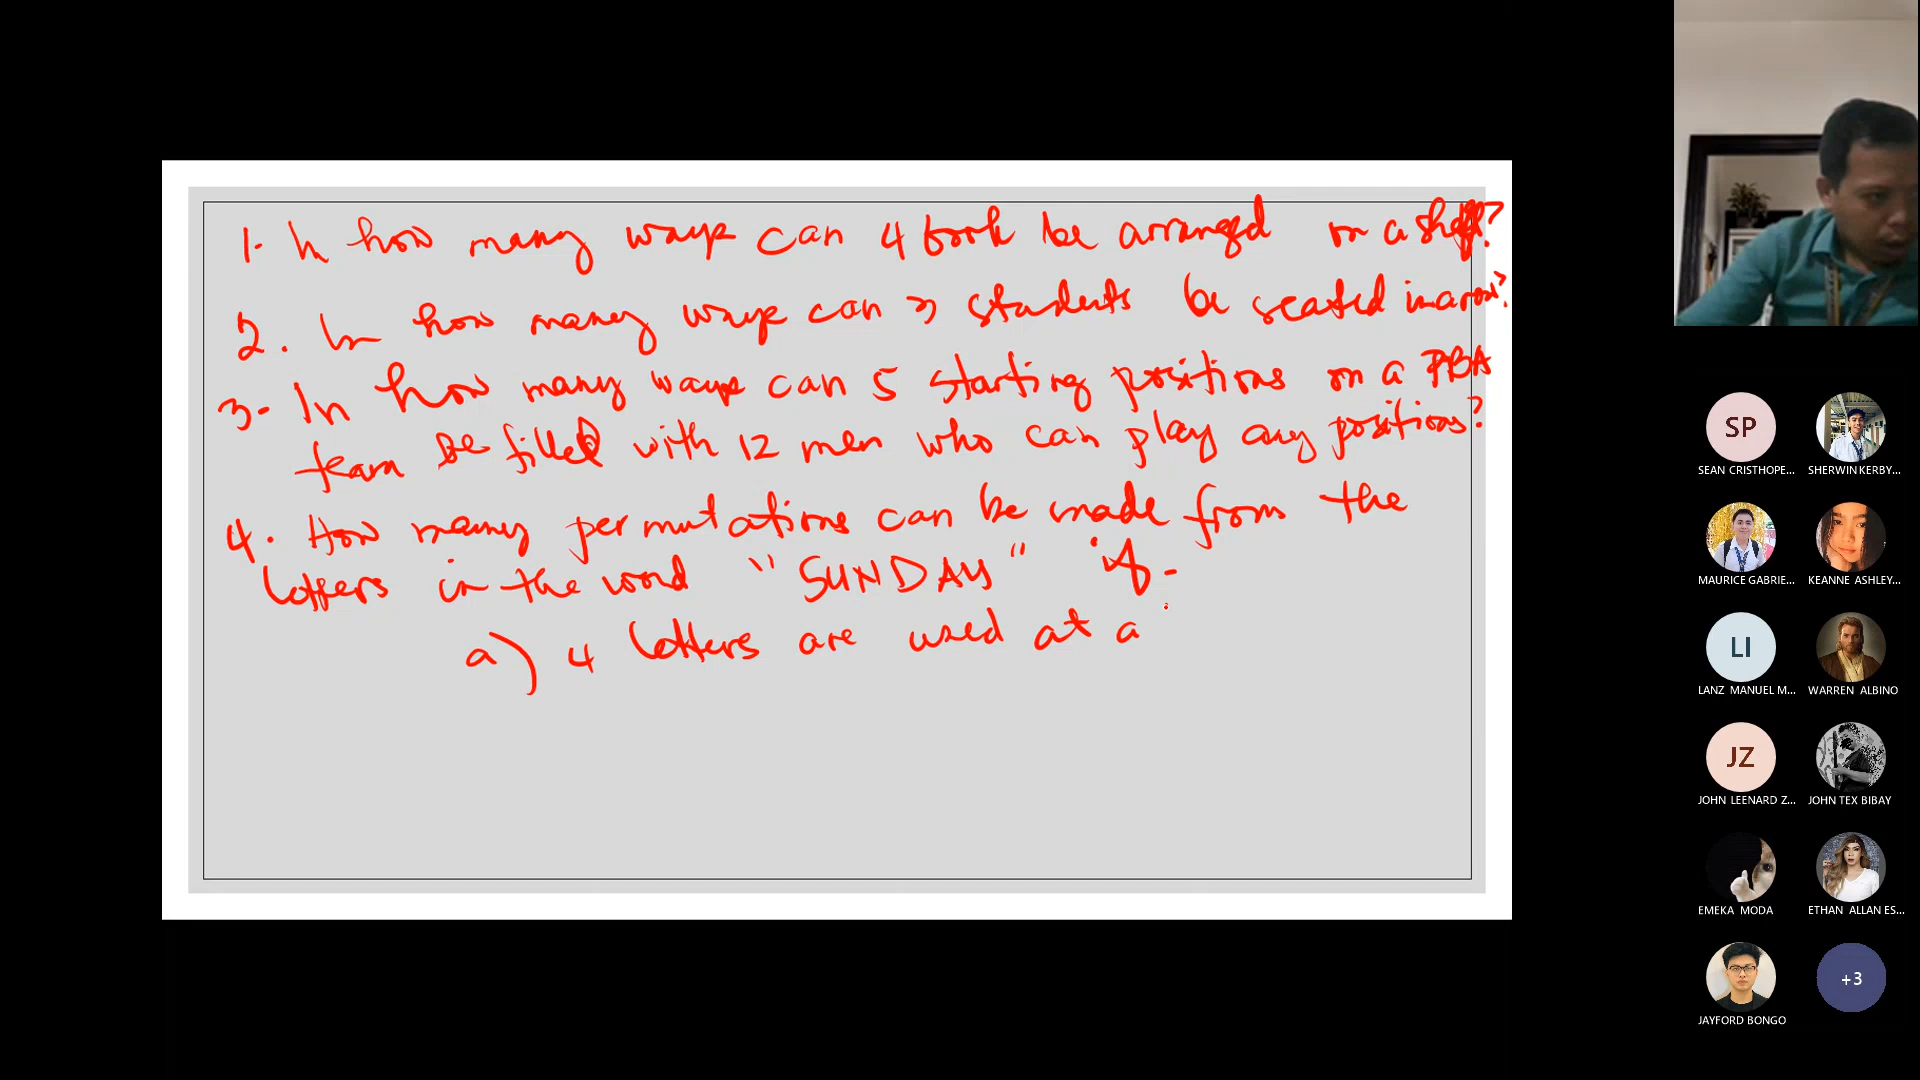 1. In how many ways can 4 book be arranged on a shelf?
2. In how many ways can students be seated in a row?
3. In how many ways can 5 starting positions on a PBA
team be filled with 12 men who can play any positions?
4. How many permutations can be made from the
letters in the word "SUNDAY" if-
a) 4 letters are used at a
SP
SEAN CRISTHOPE...
SHERWIN KERBY...
MAURICE GABRIE...
KEANNE ASHLEY...
LI
LANZ MANUEL M...
WARREN ALBINO
JZ
JOHN LEENARD Z...
JOHN TEX BIBAY
EMEKA MODA
ETHAN ALLAN ES...
JAYFORD BONGO
+3